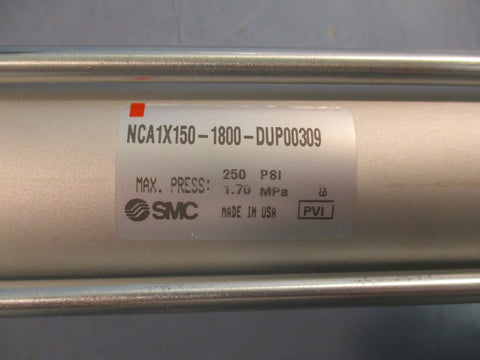 NCA1X150-1800-DUP00309
MAX. PRESS: 250 PSI
1.70 MPa
SMC MADE IN USA PVI